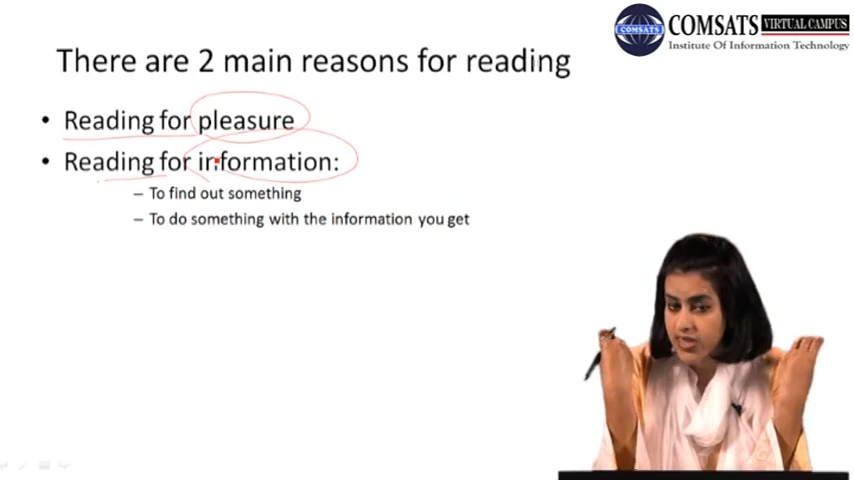 COMSATS VIRTUAL CAMPUS
COMSATS
Institute Of Information Technology
There are 2 main reasons for reading
• Reading for pleasure
• Reading for information:
– To find out something
– To do something with the information you get